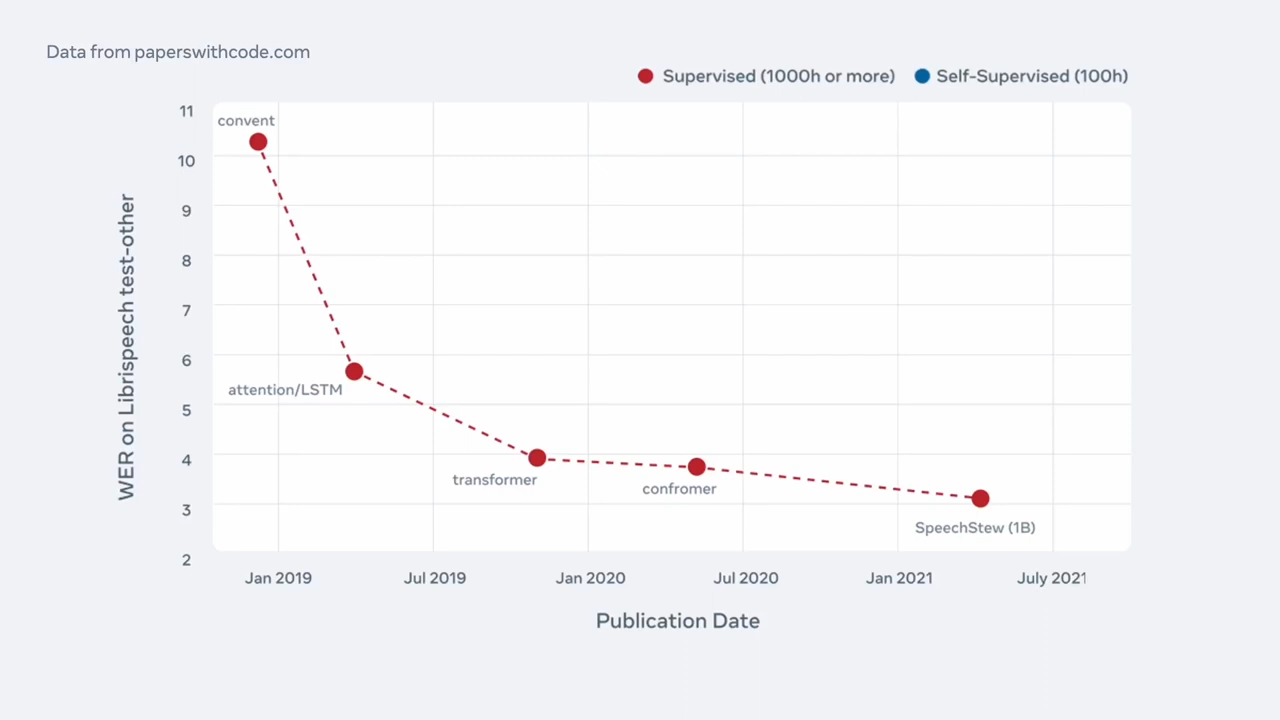 Data from paperswithcode.com
Supervised (1000h or more) Self-Supervised (100h)
11
convent
10
9
8
7
6
attention/LSTM
5
4
transformer
confromer
3
SpeechStew (1B)
2
WER on Librispeech test-other
Jan 2019 Jul 2019 Jan 2020 Jul 2020 Jan 2021 July 2021
Publication Date